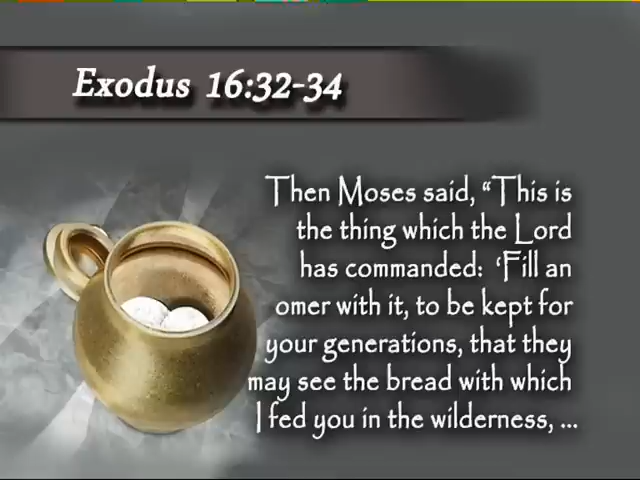 Exodus 16:32-34
Then Moses said, “This is
the thing which the Lord
has commanded: ‘Fill an
omer with it, to be kept for
your generations, that they
may see the bread with which
I fed you in the wilderness, ...